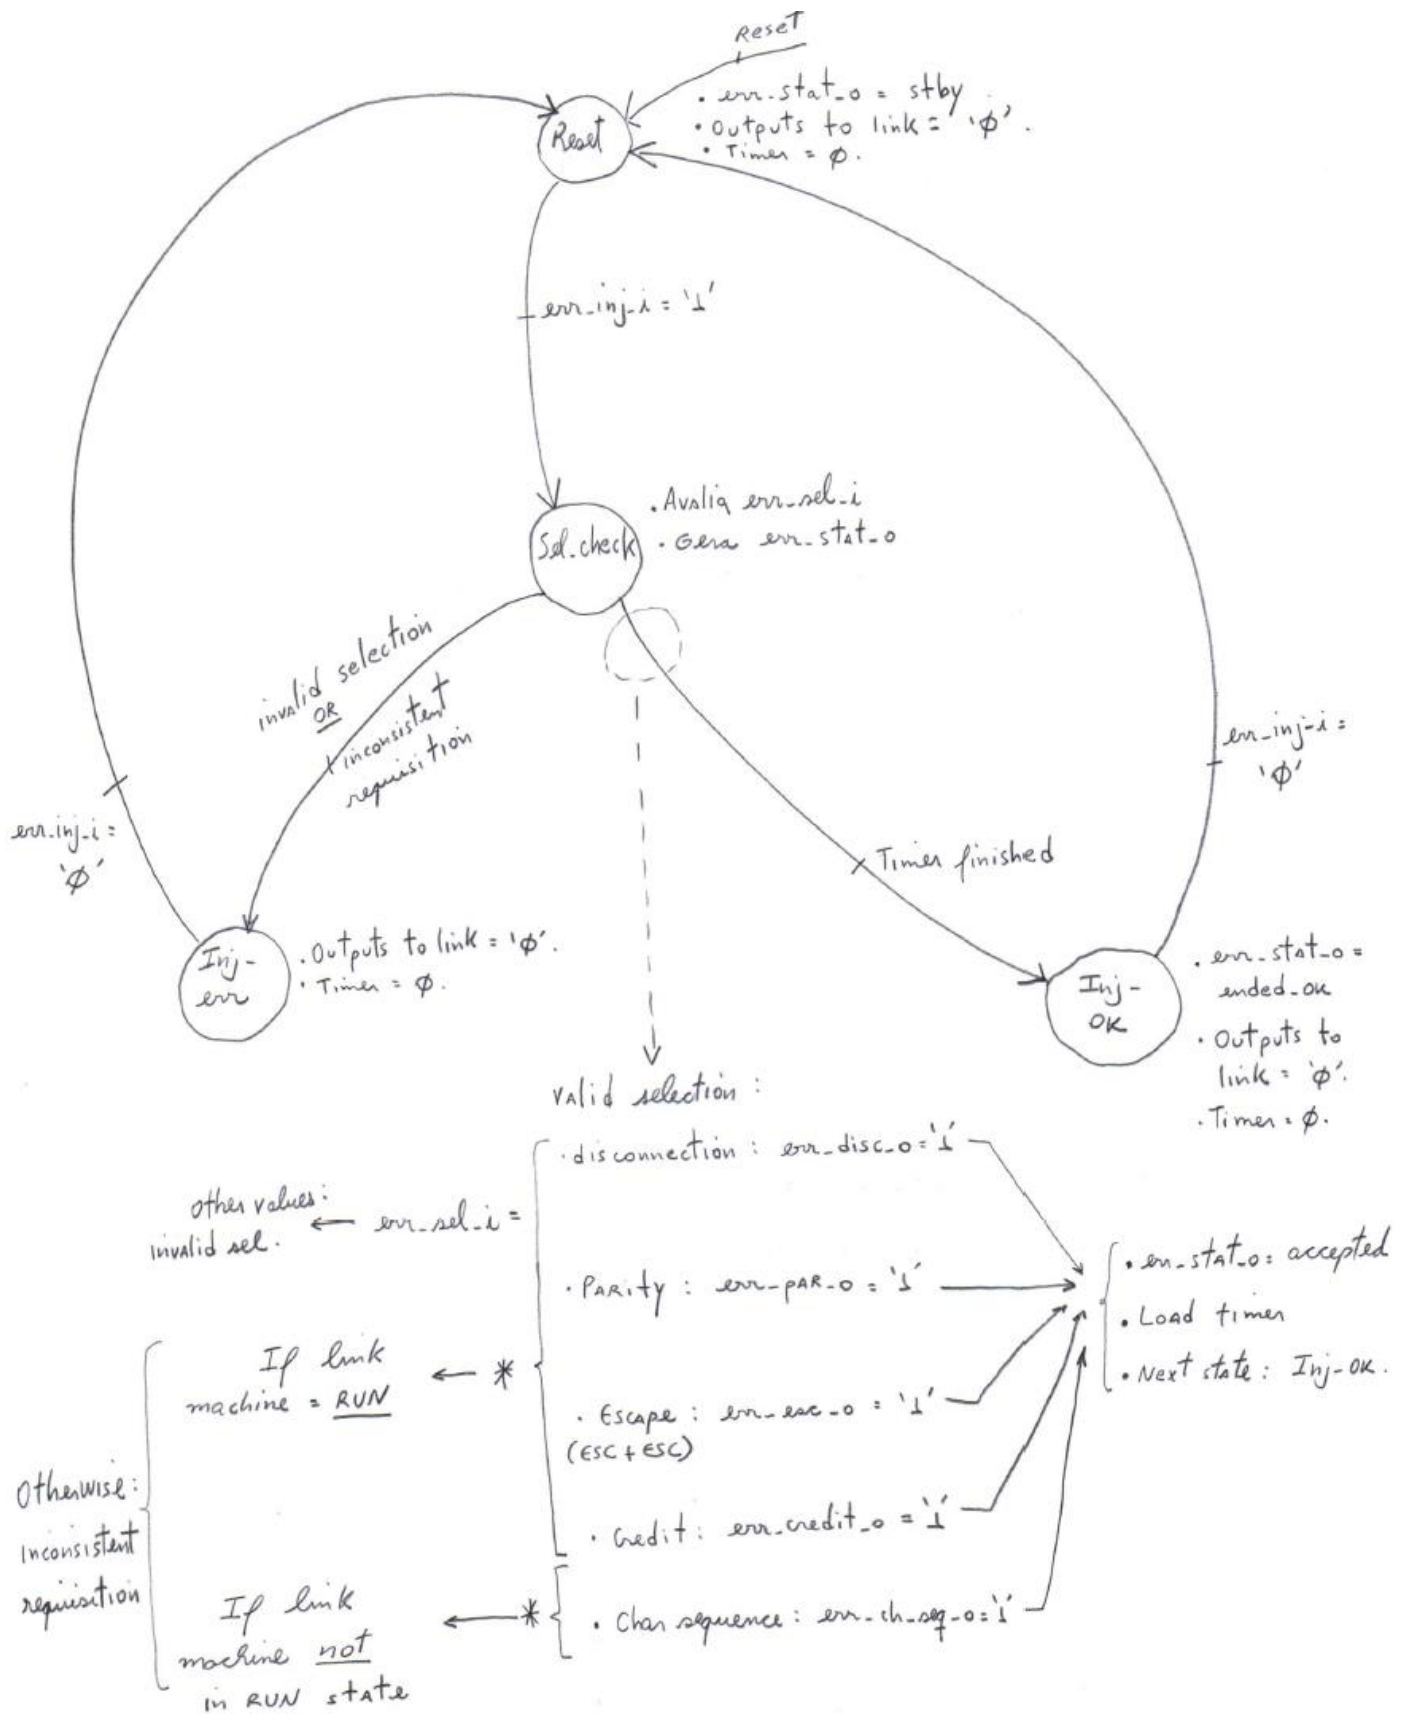 Reset
• err_stat_o = stby
• Outputs to link = 'φ'.
• Timer = φ.
Reset
err_inj_i = '1'
• Avalia err_sel_i
• Gera err_stat_o
Sel_check
invalid selection
OR
inconsistent
requisition
err_inj_i =
'φ'
err_inj_i =
'φ'
Timer finished
Inj-
err
• Outputs to link = 'φ'.
• Timer = φ.
Inj-
OK
• err_stat_o =
ended_ok
• Outputs to
link = 'φ'.
• Timer = φ.
valid selection :
• disconnection : err_disc_o = '1'
other values :
invalid sel.
err_sel_i =
• Parity : err_par_o = '1'
• err_stat_o = accepted
• Load timer
• Next state : Inj-OK.
If link
machine = RUN
*
• Escape : err_esc_o = '1'
(ESC + ESC)
Otherwise :
inconsistent
requisition
• Credit : err_credit_o = '1'
If link
machine not
in RUN state
*
• Char sequence : err_ch_seq_o = '1'